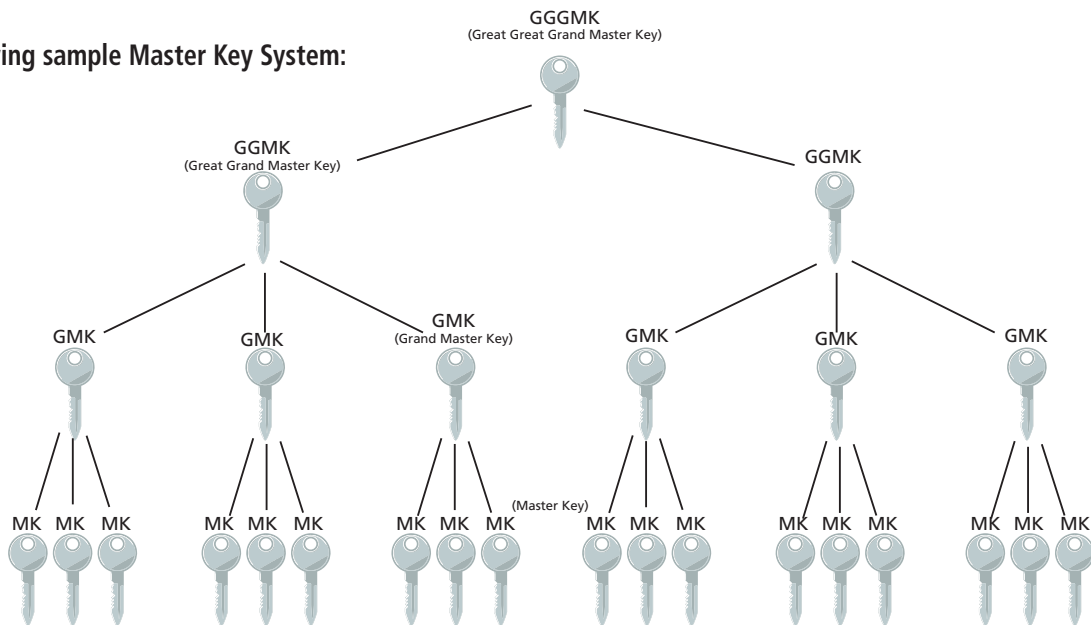 GGGMK
(Great Great Grand Master Key)
ing sample Master Key System:
GGMK
(Great Grand Master Key)
GGMK
GMK
GMK
GMK
(Grand Master Key)
GMK
GMK
GMK
(Master Key)
MK MK MK MK MK MK MK MK MK MK MK MK MK MK MK MK MK MK